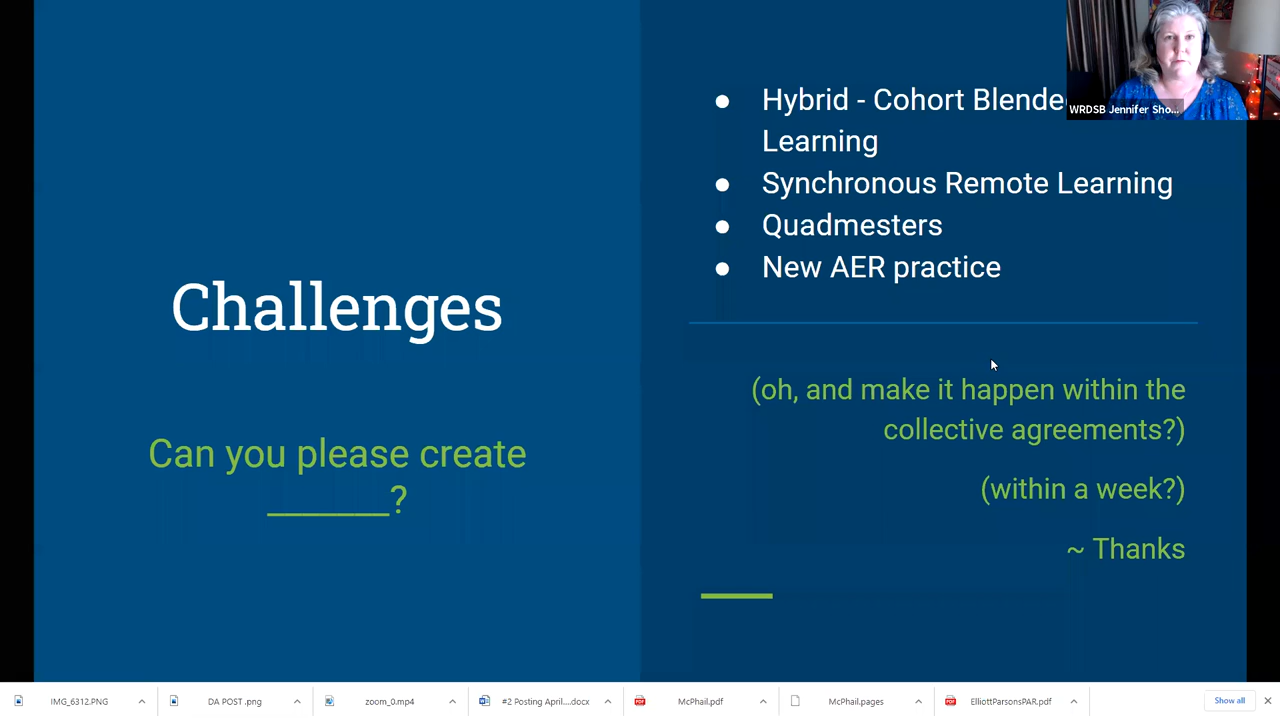 Challenges
Can you please create
_______?
● Hybrid - Cohort Blende
Learning
● Synchronous Remote Learning
● Quadmesters
● New AER practice
(oh, and make it happen within the
collective agreements?)
(within a week?)
~ Thanks
WRDSB Jennifer Sho...
IMG_6312.PNG
DA POST .png
zoom_0.mp4
#2 Posting April....docx
McPhail.pdf
McPhail.pages
ElliottParsonsPAR.pdf
Show all